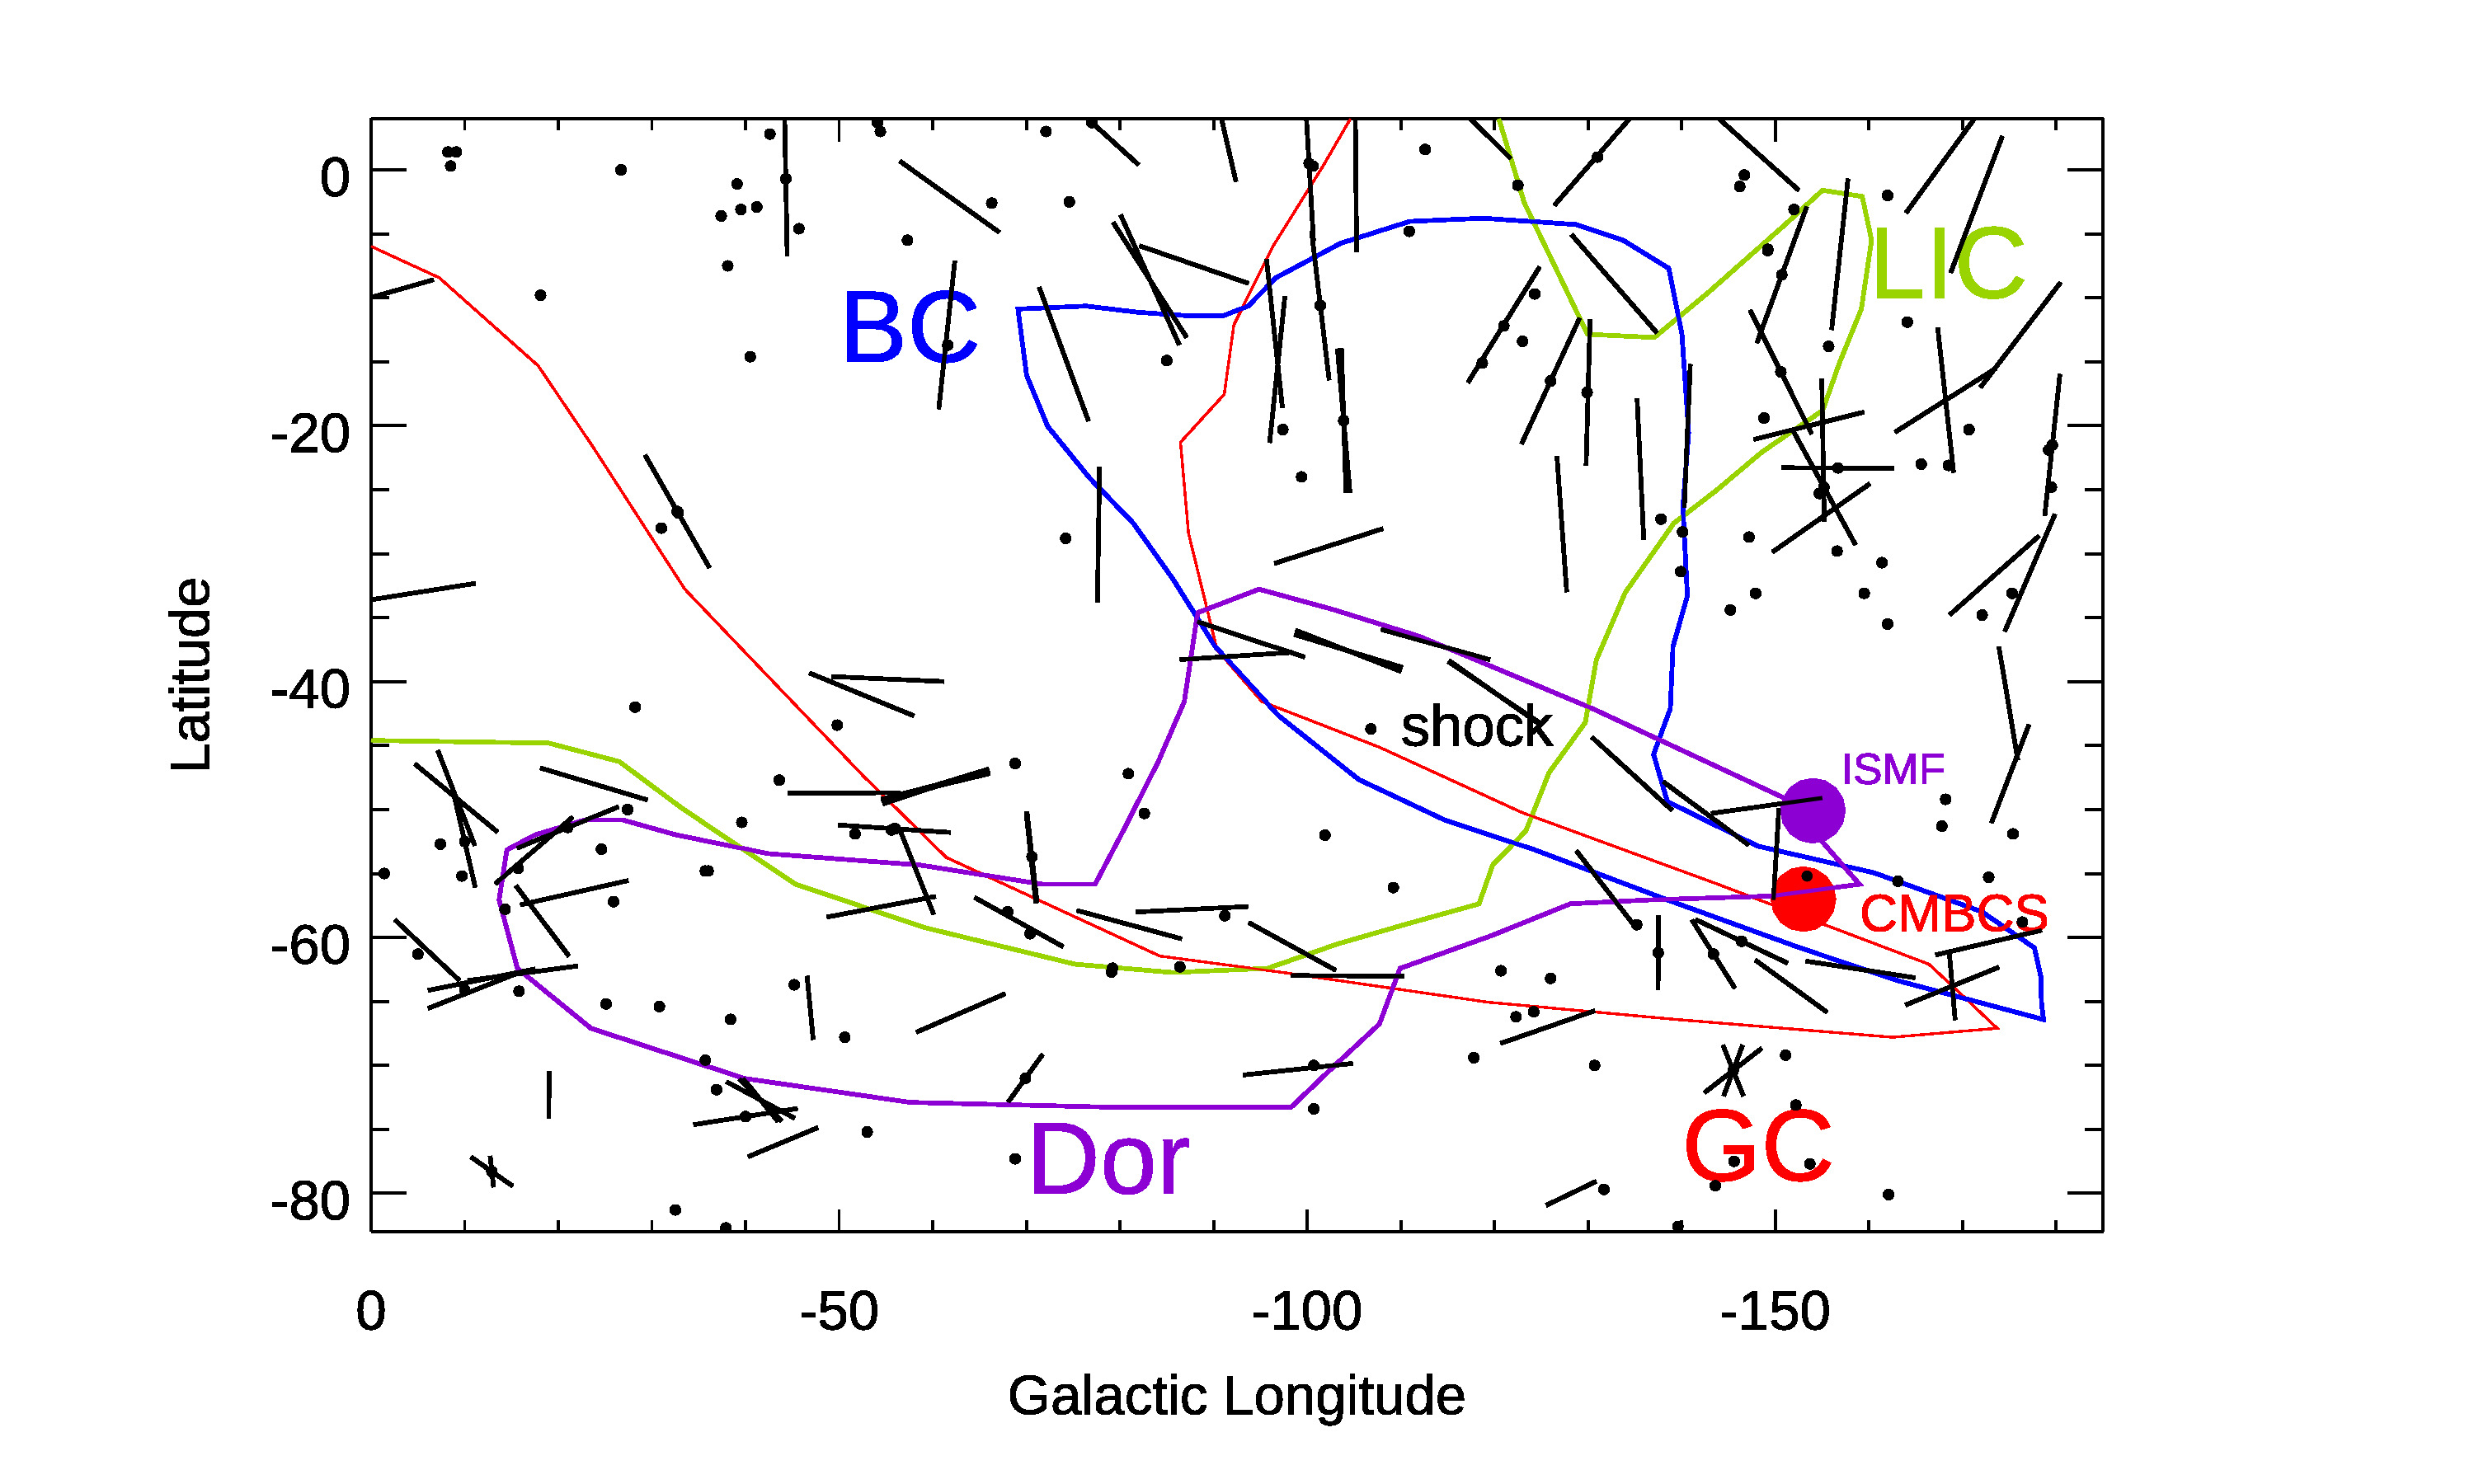 0
-20
-40
-60
-80
Latitude
BC
LIC
shock
ISMF
CMBCS
Dor
GC
0 -50 -100 -150
Galactic Longitude